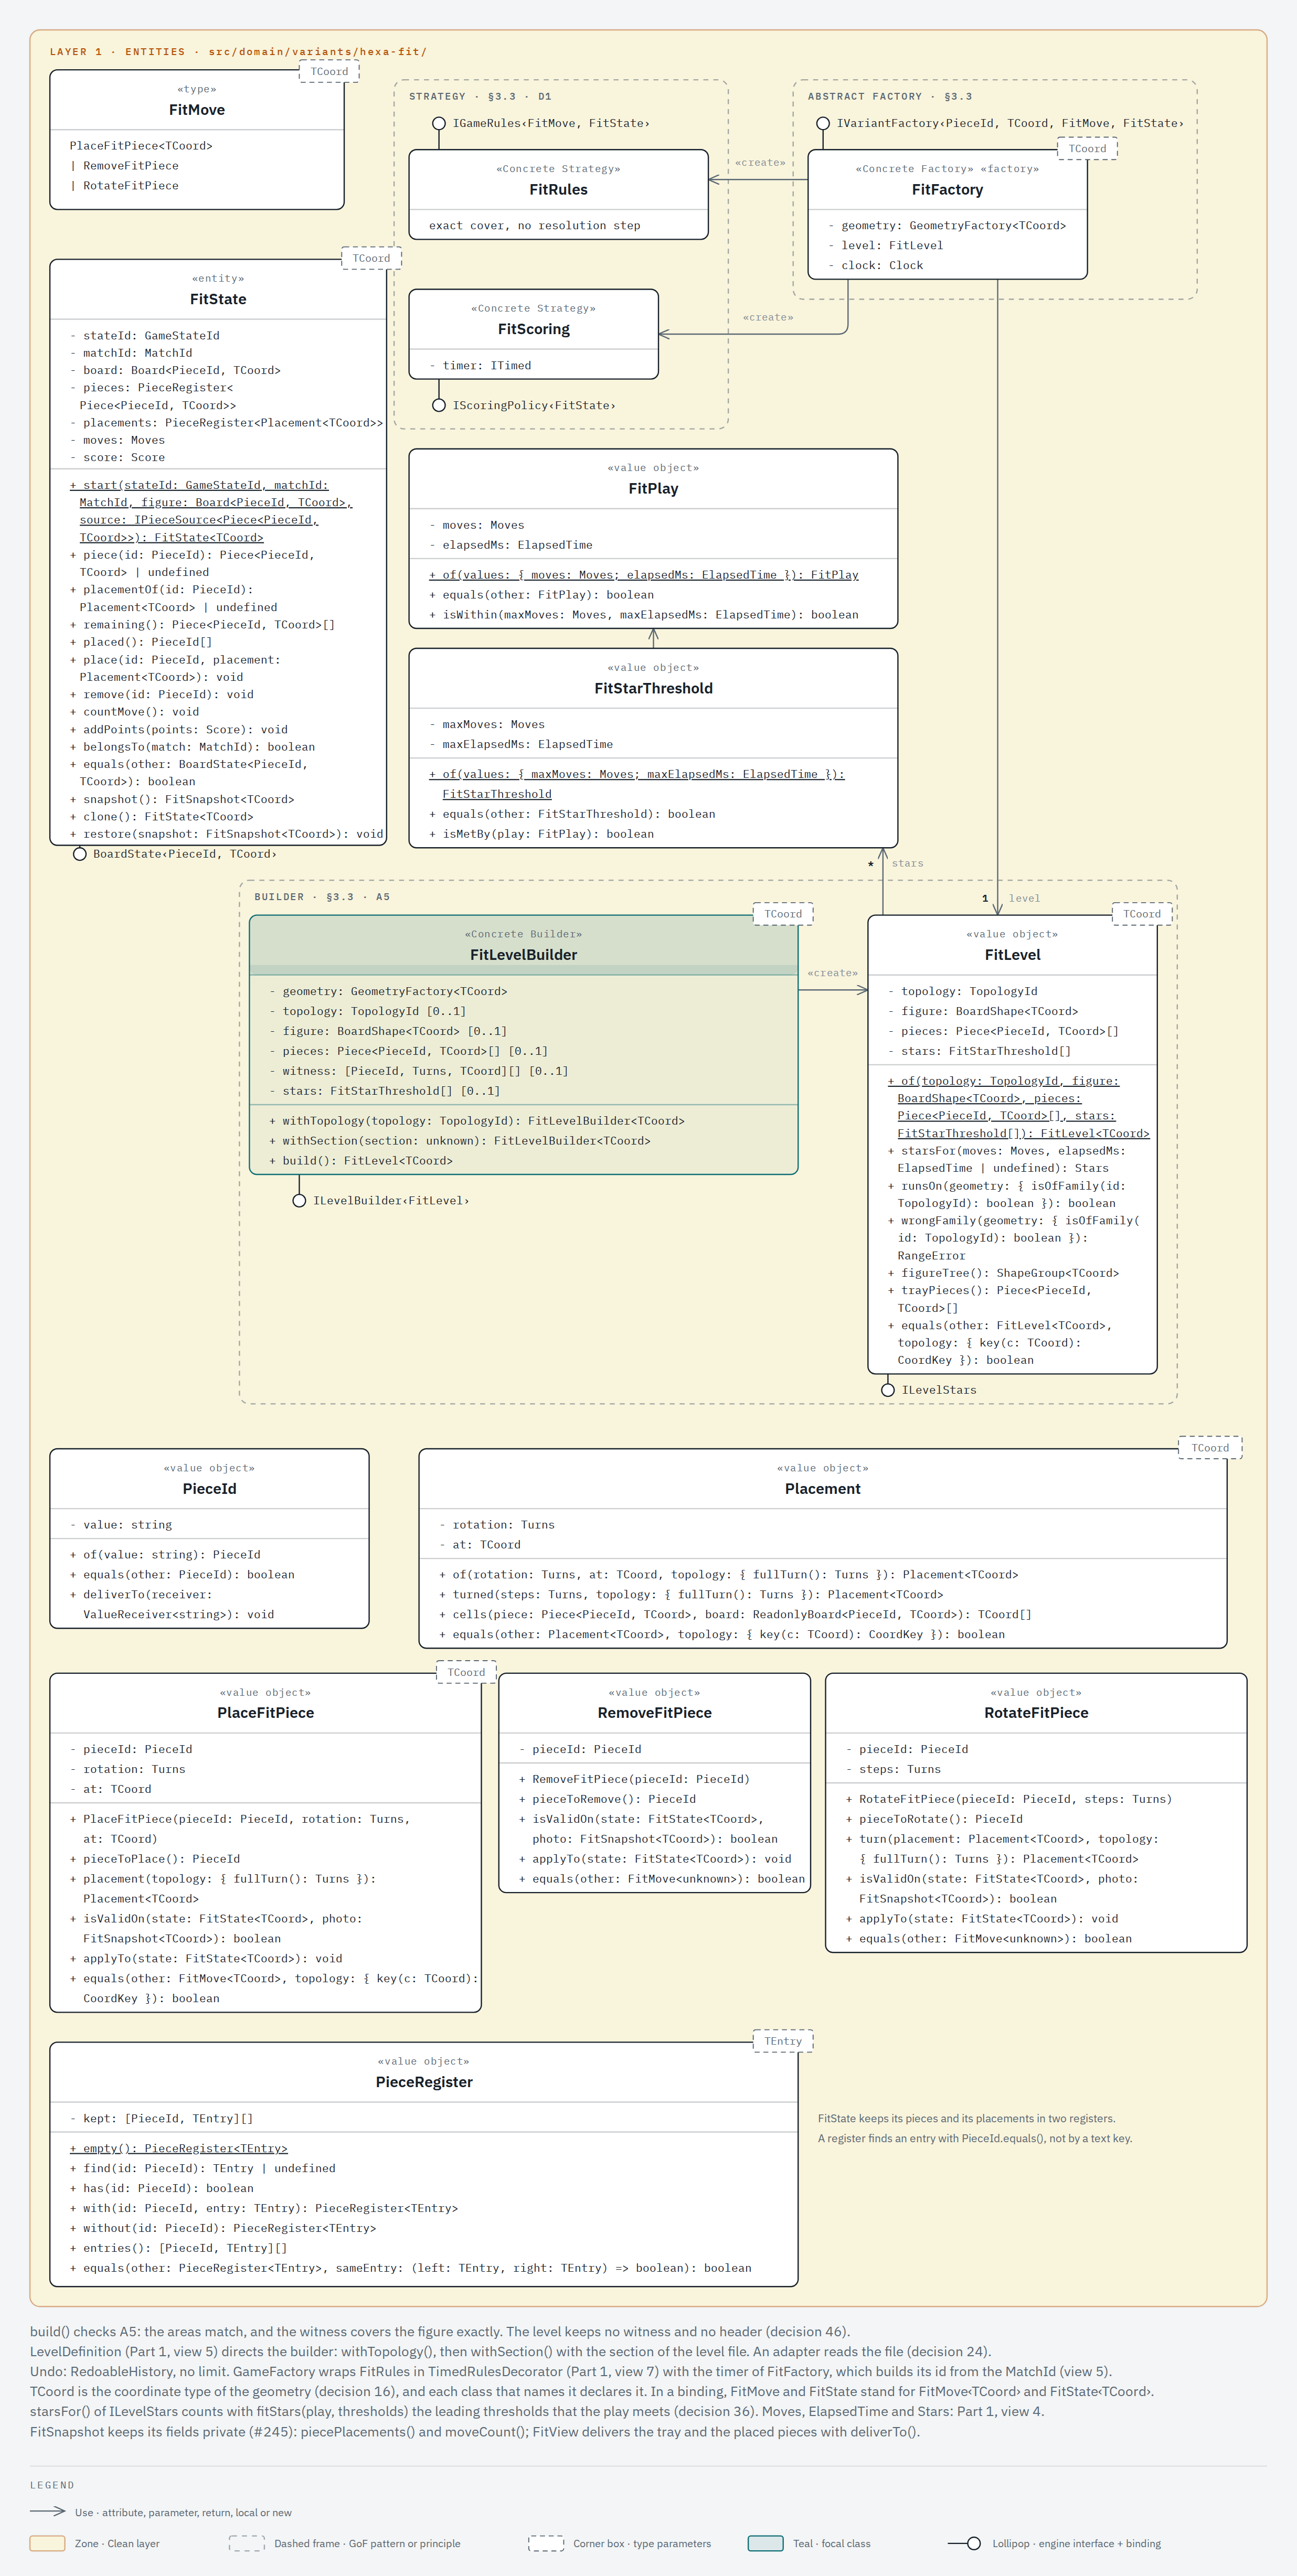 LAYER 1 · ENTITIES · src/domain/variants/hexa-fit/
TCoord
«type»
FitMove
PlaceFitPiece<TCoord>
| RemoveFitPiece
| RotateFitPiece
STRATEGY · §3.3 · D1
IGameRules‹FitMove, FitState›
«Concrete Strategy»
FitRules
exact cover, no resolution step
«create»
ABSTRACT FACTORY · §3.3
IVariantFactory‹PieceId, TCoord, FitMove, FitState›
TCoord
«Concrete Factory» «factory»
FitFactory
- geometry: GeometryFactory<TCoord>
- level: FitLevel
- clock: Clock
TCoord
«entity»
FitState
- stateId: GameStateId
- matchId: MatchId
- board: Board<PieceId, TCoord>
- pieces: PieceRegister<
Piece<PieceId, TCoord>>
- placements: PieceRegister<Placement<TCoord>>
- moves: Moves
- score: Score
+ start(stateId: GameStateId, matchId:
MatchId, figure: Board<PieceId, TCoord>,
source: IPieceSource<Piece<PieceId,
TCoord>>): FitState<TCoord>
+ piece(id: PieceId): Piece<PieceId,
TCoord> | undefined
+ placementOf(id: PieceId):
Placement<TCoord> | undefined
+ remaining(): Piece<PieceId, TCoord>[]
+ placed(): PieceId[]
+ place(id: PieceId, placement:
Placement<TCoord>): void
+ remove(id: PieceId): void
+ countMove(): void
+ addPoints(points: Score): void
+ belongsTo(match: MatchId): boolean
+ equals(other: BoardState<PieceId,
TCoord>): boolean
+ snapshot(): FitSnapshot<TCoord>
+ clone(): FitState<TCoord>
+ restore(snapshot: FitSnapshot<TCoord>): void
BoardState‹PieceId, TCoord›
«Concrete Strategy»
FitScoring
- timer: ITimed
«create»
IScoringPolicy‹FitState›
«value object»
FitPlay
- moves: Moves
- elapsedMs: ElapsedTime
+ of(values: { moves: Moves; elapsedMs: ElapsedTime }): FitPlay
+ equals(other: FitPlay): boolean
+ isWithin(maxMoves: Moves, maxElapsedMs: ElapsedTime): boolean
«value object»
FitStarThreshold
- maxMoves: Moves
- maxElapsedMs: ElapsedTime
+ of(values: { maxMoves: Moves; maxElapsedMs: ElapsedTime }):
FitStarThreshold
+ equals(other: FitStarThreshold): boolean
+ isMetBy(play: FitPlay): boolean
* stars
BUILDER · §3.3 · A5
1 level
TCoord
«Concrete Builder»
FitLevelBuilder
- geometry: GeometryFactory<TCoord>
- topology: TopologyId [0..1]
- figure: BoardShape<TCoord> [0..1]
- pieces: Piece<PieceId, TCoord>[] [0..1]
- witness: [PieceId, Turns, TCoord][] [0..1]
- stars: FitStarThreshold[] [0..1]
+ withTopology(topology: TopologyId): FitLevelBuilder<TCoord>
+ withSection(section: unknown): FitLevelBuilder<TCoord>
+ build(): FitLevel<TCoord>
ILevelBuilder‹FitLevel›
«create»
TCoord
«value object»
FitLevel
- topology: TopologyId
- figure: BoardShape<TCoord>
- pieces: Piece<PieceId, TCoord>[]
- stars: FitStarThreshold[]
+ of(topology: TopologyId, figure:
BoardShape<TCoord>, pieces:
Piece<PieceId, TCoord>[], stars:
FitStarThreshold[]): FitLevel<TCoord>
+ starsFor(moves: Moves, elapsedMs:
ElapsedTime | undefined): Stars
+ runsOn(geometry: { isOfFamily(id:
TopologyId): boolean }): boolean
+ wrongFamily(geometry: { isOfFamily(
id: TopologyId): boolean }):
RangeError
+ figureTree(): ShapeGroup<TCoord>
+ trayPieces(): Piece<PieceId,
TCoord>[]
+ equals(other: FitLevel<TCoord>,
topology: { key(c: TCoord):
CoordKey }): boolean
ILevelStars
«value object»
PieceId
- value: string
+ of(value: string): PieceId
+ equals(other: PieceId): boolean
+ deliverTo(receiver:
ValueReceiver<string>): void
TCoord
«value object»
Placement
- rotation: Turns
- at: TCoord
+ of(rotation: Turns, at: TCoord, topology: { fullTurn(): Turns }): Placement<TCoord>
+ turned(steps: Turns, topology: { fullTurn(): Turns }): Placement<TCoord>
+ cells(piece: Piece<PieceId, TCoord>, board: ReadonlyBoard<PieceId, TCoord>): TCoord[]
+ equals(other: Placement<TCoord>, topology: { key(c: TCoord): CoordKey }): boolean
TCoord
«value object»
PlaceFitPiece
- pieceId: PieceId
- rotation: Turns
- at: TCoord
+ PlaceFitPiece(pieceId: PieceId, rotation: Turns,
at: TCoord)
+ pieceToPlace(): PieceId
+ placement(topology: { fullTurn(): Turns }):
Placement<TCoord>
+ isValidOn(state: FitState<TCoord>, photo:
FitSnapshot<TCoord>): boolean
+ applyTo(state: FitState<TCoord>): void
+ equals(other: FitMove<TCoord>, topology: { key(c: TCoord):
CoordKey }): boolean
«value object»
RemoveFitPiece
- pieceId: PieceId
+ RemoveFitPiece(pieceId: PieceId)
+ pieceToRemove(): PieceId
+ isValidOn(state: FitState<TCoord>,
photo: FitSnapshot<TCoord>): boolean
+ applyTo(state: FitState<TCoord>): void
+ equals(other: FitMove<unknown>): boolean
«value object»
RotateFitPiece
- pieceId: PieceId
- steps: Turns
+ RotateFitPiece(pieceId: PieceId, steps: Turns)
+ pieceToRotate(): PieceId
+ turn(placement: Placement<TCoord>, topology:
{ fullTurn(): Turns }): Placement<TCoord>
+ isValidOn(state: FitState<TCoord>, photo:
FitSnapshot<TCoord>): boolean
+ applyTo(state: FitState<TCoord>): void
+ equals(other: FitMove<unknown>): boolean
TEntry
«value object»
PieceRegister
- kept: [PieceId, TEntry][]
+ empty(): PieceRegister<TEntry>
+ find(id: PieceId): TEntry | undefined
+ has(id: PieceId): boolean
+ with(id: PieceId, entry: TEntry): PieceRegister<TEntry>
+ without(id: PieceId): PieceRegister<TEntry>
+ entries(): [PieceId, TEntry][]
+ equals(other: PieceRegister<TEntry>, sameEntry: (left: TEntry, right: TEntry) => boolean): boolean
FitState keeps its pieces and its placements in two registers.
A register finds an entry with PieceId.equals(), not by a text key.
build() checks A5: the areas match, and the witness covers the figure exactly. The level keeps no witness and no header (decision 46).
LevelDefinition (Part 1, view 5) directs the builder: withTopology(), then withSection() with the section of the level file. An adapter reads the file (decision 24).
Undo: RedoableHistory, no limit. GameFactory wraps FitRules in TimedRulesDecorator (Part 1, view 7) with the timer of FitFactory, which builds its id from the MatchId (view 5).
TCoord is the coordinate type of the geometry (decision 16), and each class that names it declares it. In a binding, FitMove and FitState stand for FitMove‹TCoord› and FitState‹TCoord›.
starsFor() of ILevelStars counts with fitStars(play, thresholds) the leading thresholds that the play meets (decision 36). Moves, ElapsedTime and Stars: Part 1, view 4.
FitSnapshot keeps its fields private (#245): piecePlacements() and moveCount(); FitView delivers the tray and the placed pieces with deliverTo().
LEGEND
Use · attribute, parameter, return, local or new
Zone · Clean layer
Dashed frame · GoF pattern or principle
Corner box · type parameters
Teal · focal class
Lollipop · engine interface + binding